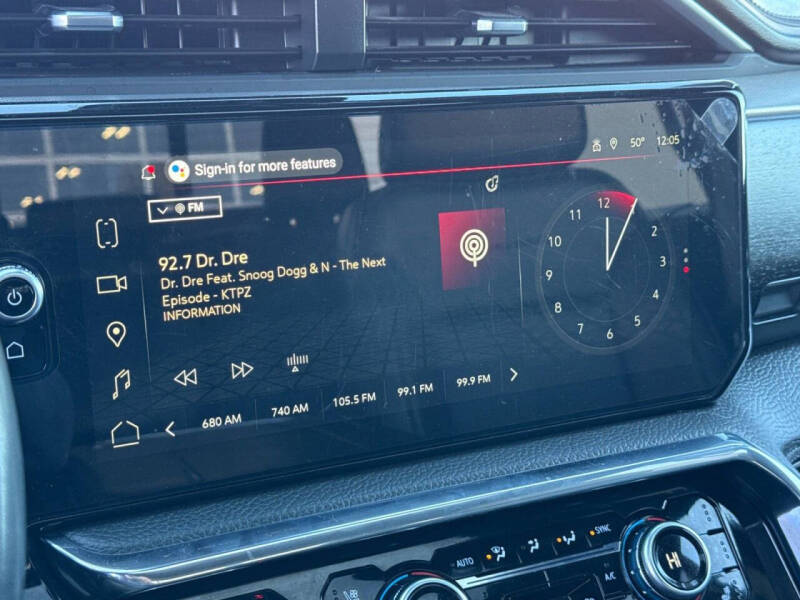 Sign-in for more features
50° 12:05
FM
92.7 Dr. Dre
Dr. Dre Feat. Snoog Dogg & N - The Next
Episode - KTPZ
INFORMATION
12
1
2
3
4
5
6
7
8
9
10
11
680 AM 740 AM 105.5 FM 99.1 FM 99.9 FM
AUTO
SYNC
A/C
HI